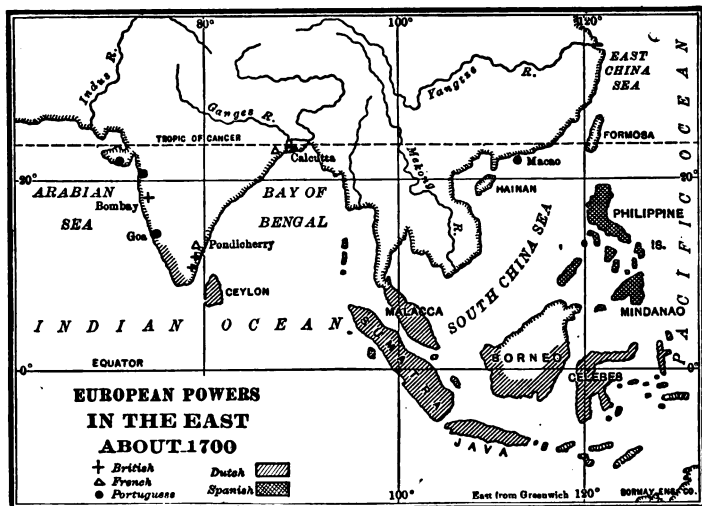 80°
100°
120°
Indus R.
Ganges R.
Yangtze R.
EAST
CHINA
SEA
PACIFIC OCEAN
TROPIC OF CANCER
Calcutta
Mekong R.
Macao
FORMOSA
20°
20°
HAINAN
ARABIAN
SEA
Bombay
BAY OF
BENGAL
Goa
Pondicherry
PHILIPPINE
IS.
SOUTH CHINA SEA
CEYLON
MALACCA
MINDANAO
INDIAN OCEAN
SUMATRA
BORNEO
CELEBES
EQUATOR
0°
0°
JAVA
EUROPEAN POWERS
IN THE EAST
ABOUT 1700
British
French
Portuguese
Dutch
Spanish
100°
East from Greenwich
120°
BORMAY ENG. CO.